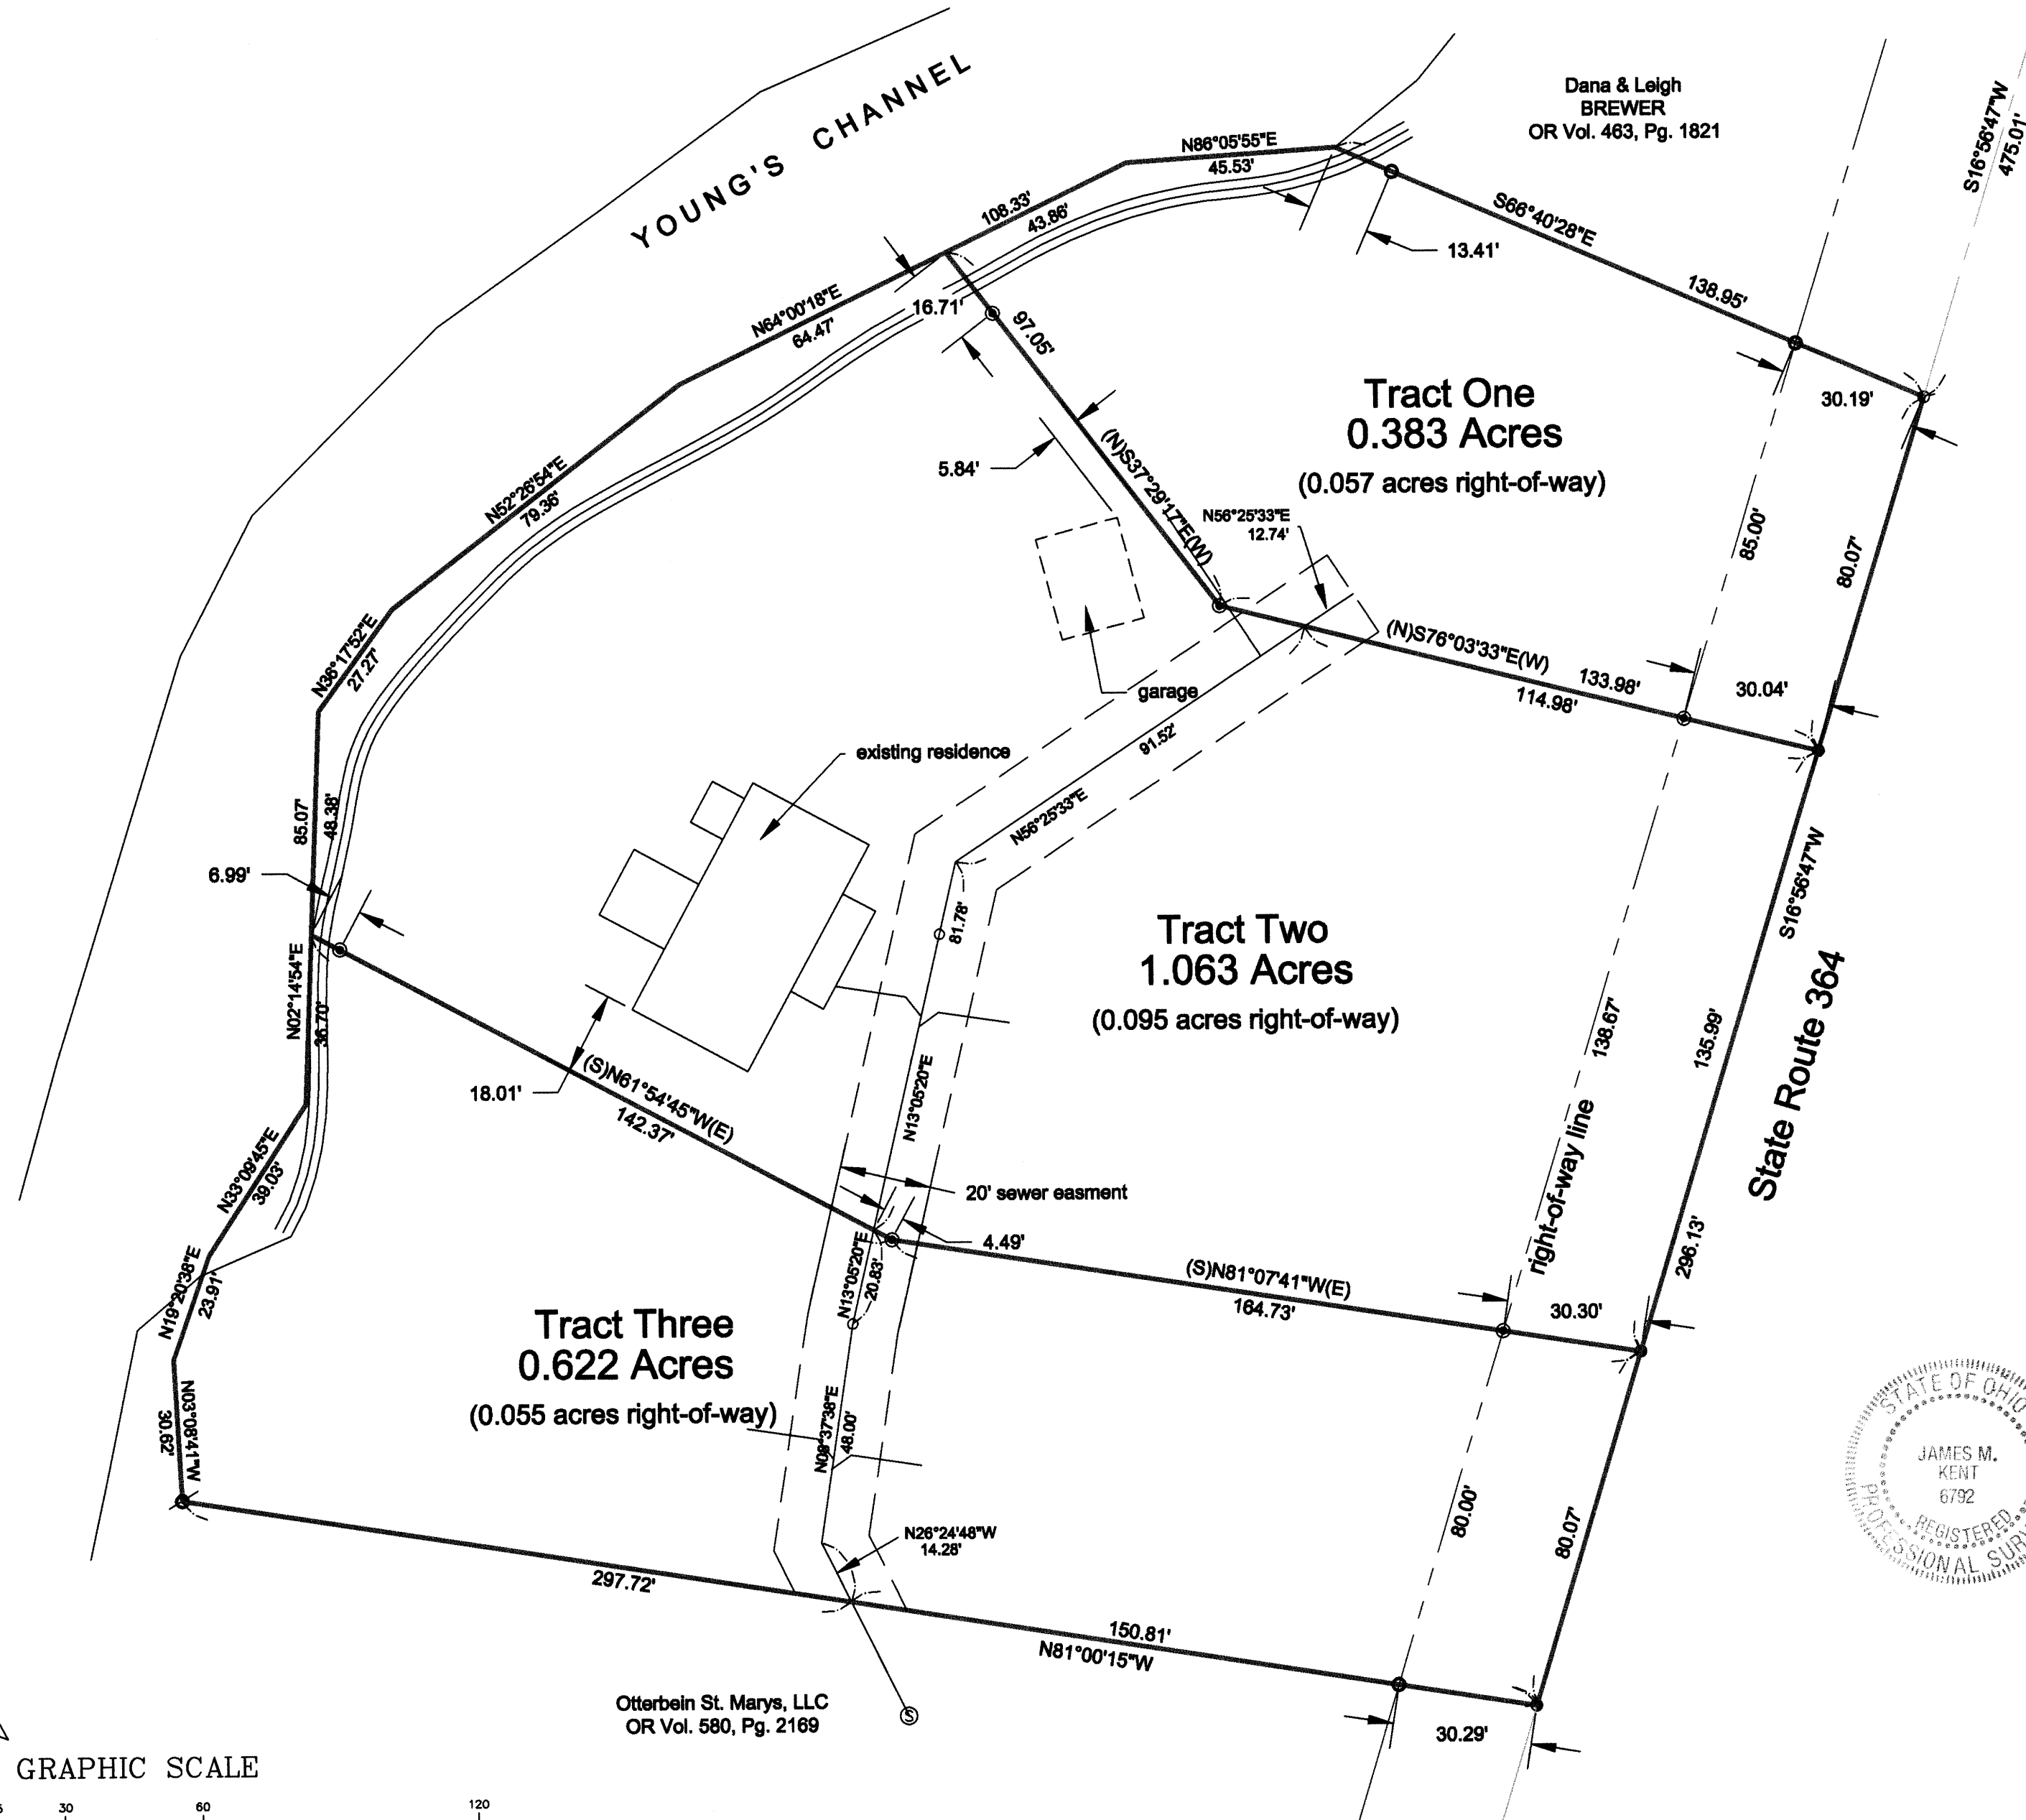 YOUNG'S CHANNEL
Dana & Leigh
BREWER
OR Vol. 463, Pg. 1821
S16°56'47"W
475.01'
N86°05'55"E
45.53'
108.33'
43.86'
S66°40'28"E
13.41'
138.95'
30.19'
N64°00'18"E
64.47'
16.71'
97.05'
Tract One
0.383 Acres
(0.057 acres right-of-way)
5.84'
(N)S37°29'17"E(W)
N56°25'33"E
12.74'
85.00'
80.07'
N52°26'54"E
79.36'
(N)S76°03'33"E(W)
133.98'
114.98'
30.04'
garage
N36°17'52"E
27.27'
91.52'
existing residence
N56°25'33"E
85.07'
48.38'
6.99'
81.78'
Tract Two
1.063 Acres
(0.095 acres right-of-way)
S16°56'47"W
State Route 364
N02°14'54"E
36.70'
138.67'
135.99'
18.01'
(S)N61°54'45"W(E)
142.37'
N13°05'20"E
right-of-way line
N33°09'45"E
39.03'
20' sewer easment
4.49'
296.13'
N13°05'20"E
20.83'
(S)N81°07'41"W(E)
164.73'
30.30'
N19°20'38"E
23.91'
Tract Three
0.622 Acres
(0.055 acres right-of-way)
N03°08'41"W
30.62'
N08°37'38"E
48.00'
80.00'
80.07'
STATE OF OHIO
JAMES M.
KENT
6792
REGISTERED
PROFESSIONAL
N26°24'48"W
14.28'
297.72'
150.81'
N81°00'15"W
Otterbein St. Marys, LLC
OR Vol. 580, Pg. 2169
S
30.29'
GRAPHIC SCALE
30 60 120